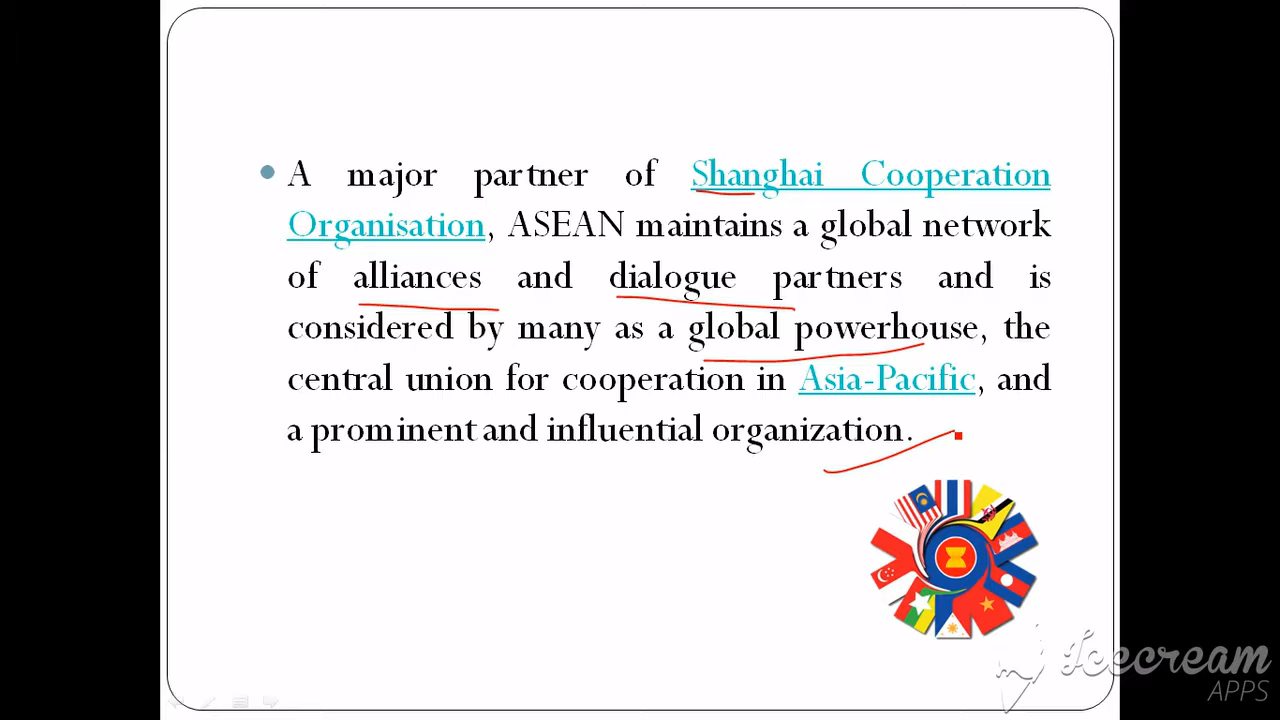 A major partner of Shanghai Cooperation
Organisation, ASEAN maintains a global network
of alliances and dialogue partners and is
considered by many as a global powerhouse, the
central union for cooperation in Asia-Pacific, and
a prominent and influential organization.
Icecream
APPS